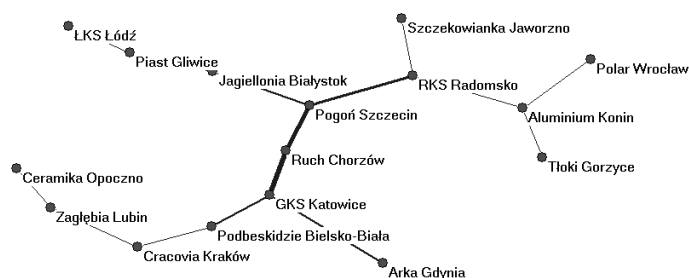 Szczekowianka Jaworzno
ŁKS Łódź
Piast Gliwice
Polar Wrocław
Jagiellonia Białystok
RKS Radomsko
Pogoń Szczecin
Aluminium Konin
Ruch Chorzów
Tłoki Gorzyce
Ceramika Opoczno
GKS Katowice
Zagłębia Lubin
Podbeskidzie Bielsko-Biała
Cracovia Kraków
Arka Gdynia